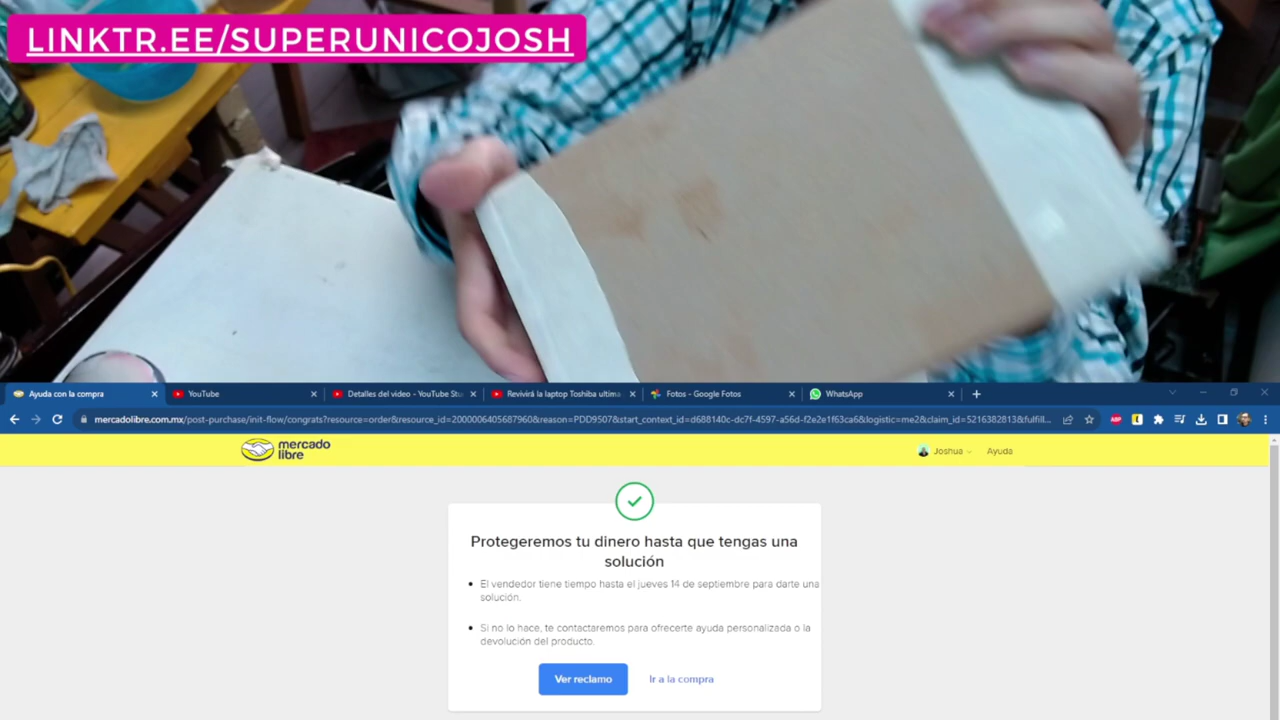 LINKTR.EE/SUPERUNICOJOSH
Ayuda con la compra
YouTube
Detalles del video - YouTube Stu
Revivirá la laptop Toshiba ultima
Fotos - Google Fotos
WhatsApp
mercadolibre.com.mx/post-purchase/init-flow/congrats?resource=order&resource_id=2000006405687960&reason=PDD9507&start_context_id=d688140c-dc7f-4597-a56d-f2e2e1f63ca6&logistic=me2&claim_id=5216382813&fulfill...
mercado
libre
Joshua
Ayuda
Protegeremos tu dinero hasta que tengas una
solución
El vendedor tiene tiempo hasta el jueves 14 de septiembre para darte una
solución.
Si no lo hace, te contactaremos para ofrecerte ayuda personalizada o la
devolución del producto.
Ver reclamo
Ir a la compra